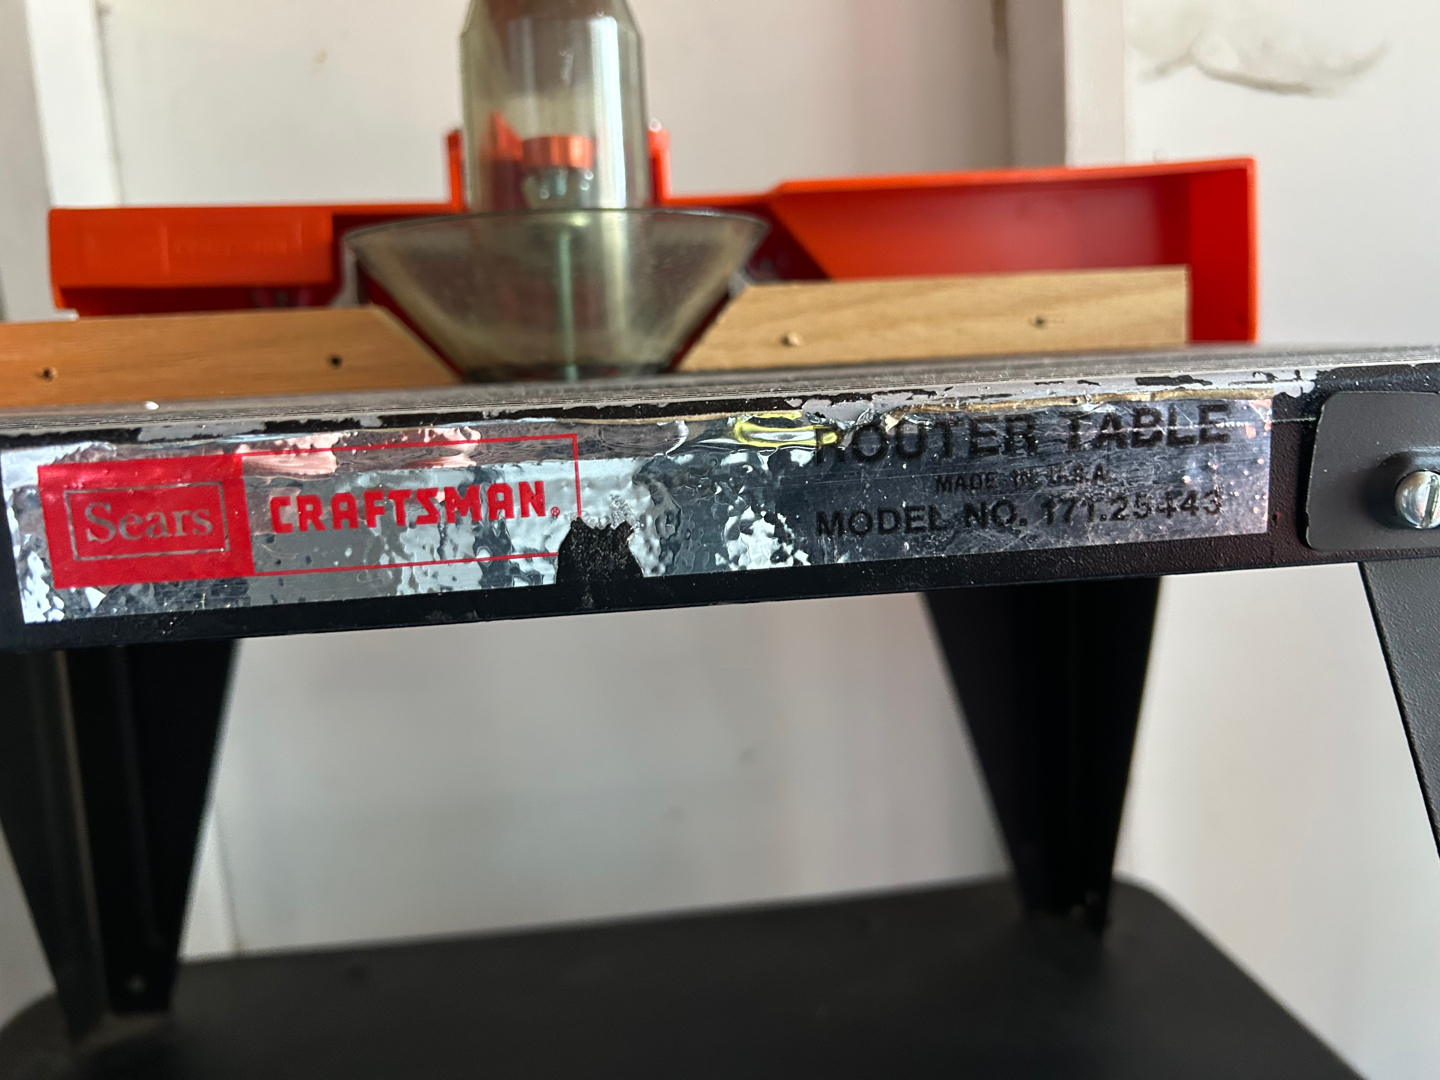 Sears
CRAFTSMAN®
ROUTER TABLE
MADE IN U.S.A.
MODEL NO. 171.25443